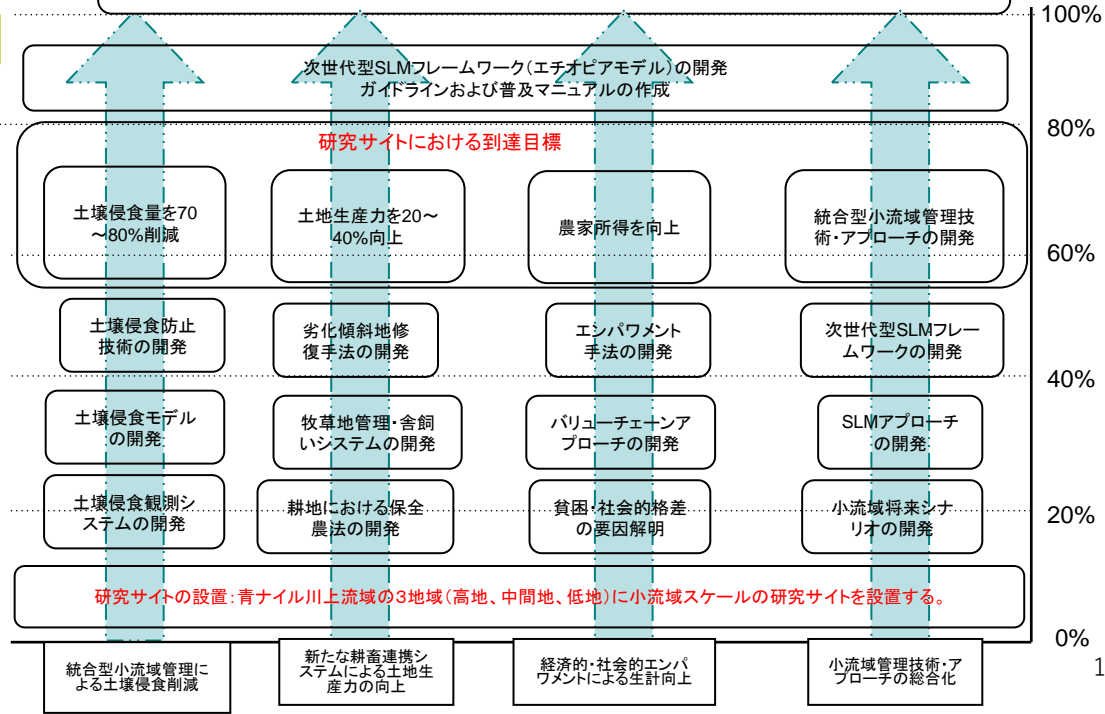 100%
次世代型SLMフレームワーク(エチオピアモデル)の開発
ガイドラインおよび普及マニュアルの作成
80%
研究サイトにおける到達目標
土壌侵食量を70
~80%削減
土地生産力を20~
40%向上
農家所得を向上
統合型小流域管理技
術・アプローチの開発
60%
土壌侵食防止
技術の開発
劣化傾斜地修
復手法の開発
エンパワメント
手法の開発
次世代型SLMフレー
ムワークの開発
40%
土壌侵食モデル
の開発
牧草地管理・舎飼
いシステムの開発
バリューチェーンア
プローチの開発
SLMアプローチ
の開発
土壌侵食観測シ
ステムの開発
耕地における保全
農法の開発
貧困・社会的格差
の要因解明
小流域将来シナ
リオの開発
20%
研究サイトの設置:青ナイル川上流域の3地域(高地、中間地、低地)に小流域スケールの研究サイトを設置する。
0%
統合型小流域管理に
よる土壌侵食削減
新たな耕畜連携シ
ステムによる土地生
産力の向上
経済的・社会的エンパ
ワメントによる生計向上
小流域管理技術・ア
プローチの総合化
1